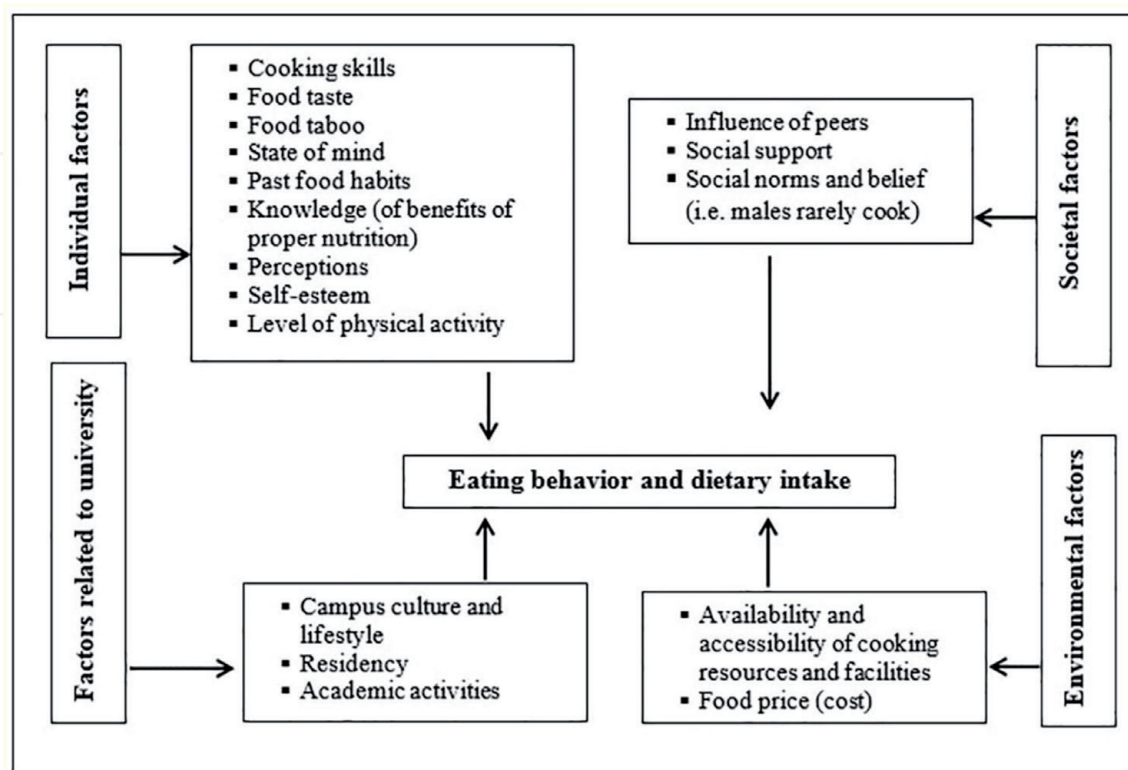 Individual factors
▪ Cooking skills
▪ Food taste
▪ Food taboo
▪ State of mind
▪ Past food habits
▪ Knowledge (of benefits of
proper nutrition)
▪ Perceptions
▪ Self-esteem
▪ Level of physical activity
▪ Influence of peers
▪ Social support
▪ Social norms and belief
(i.e. males rarely cook)
Societal factors
Eating behavior and dietary intake
Factors related to university
▪ Campus culture and
lifestyle
▪ Residency
▪ Academic activities
▪ Availability and
accessibility of cooking
resources and facilities
▪ Food price (cost)
Environmental factors